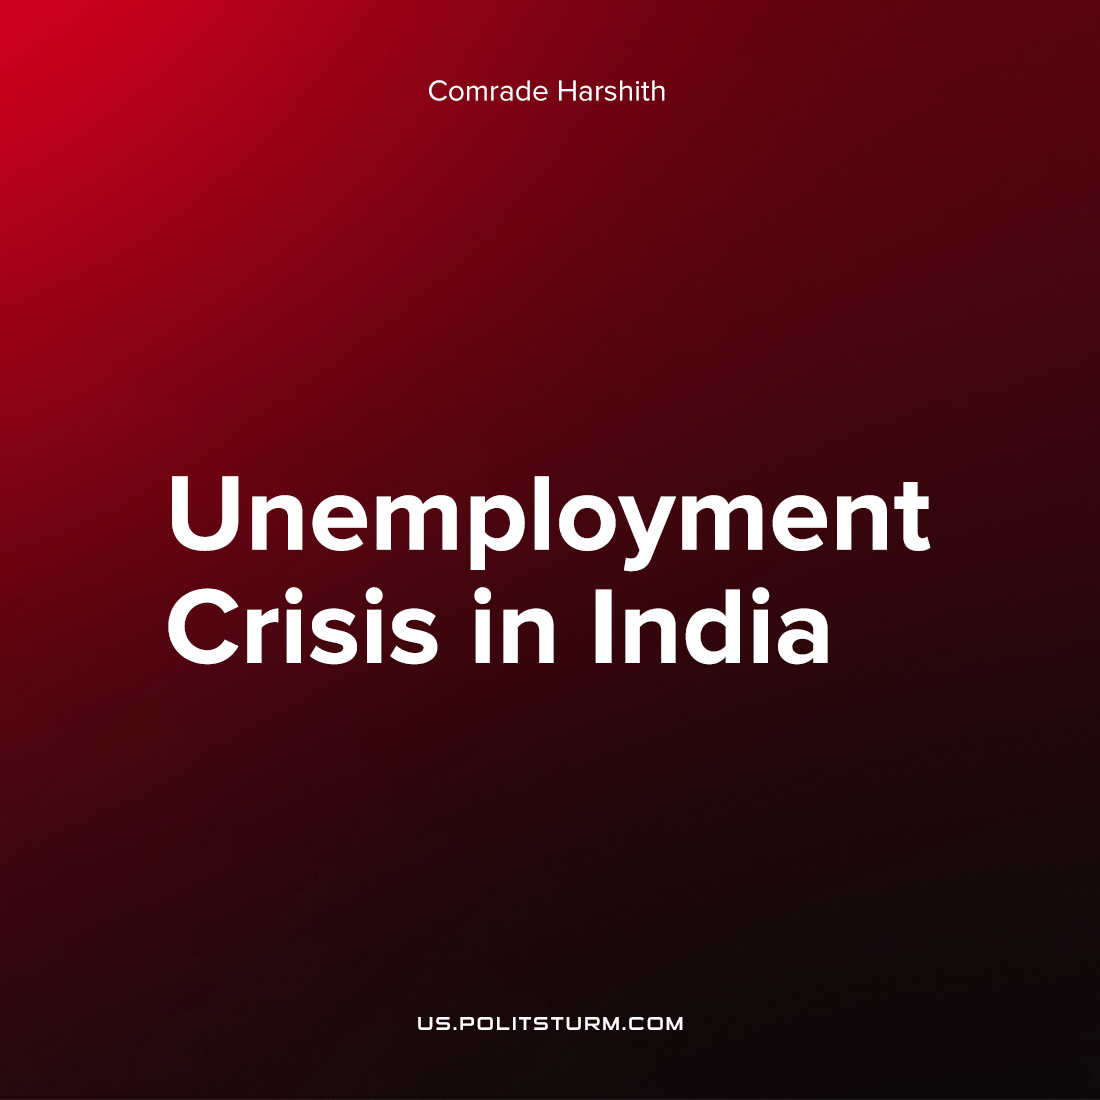 Comrade Harshith
Unemployment
Crisis in India
US.POLITSTURM.COM